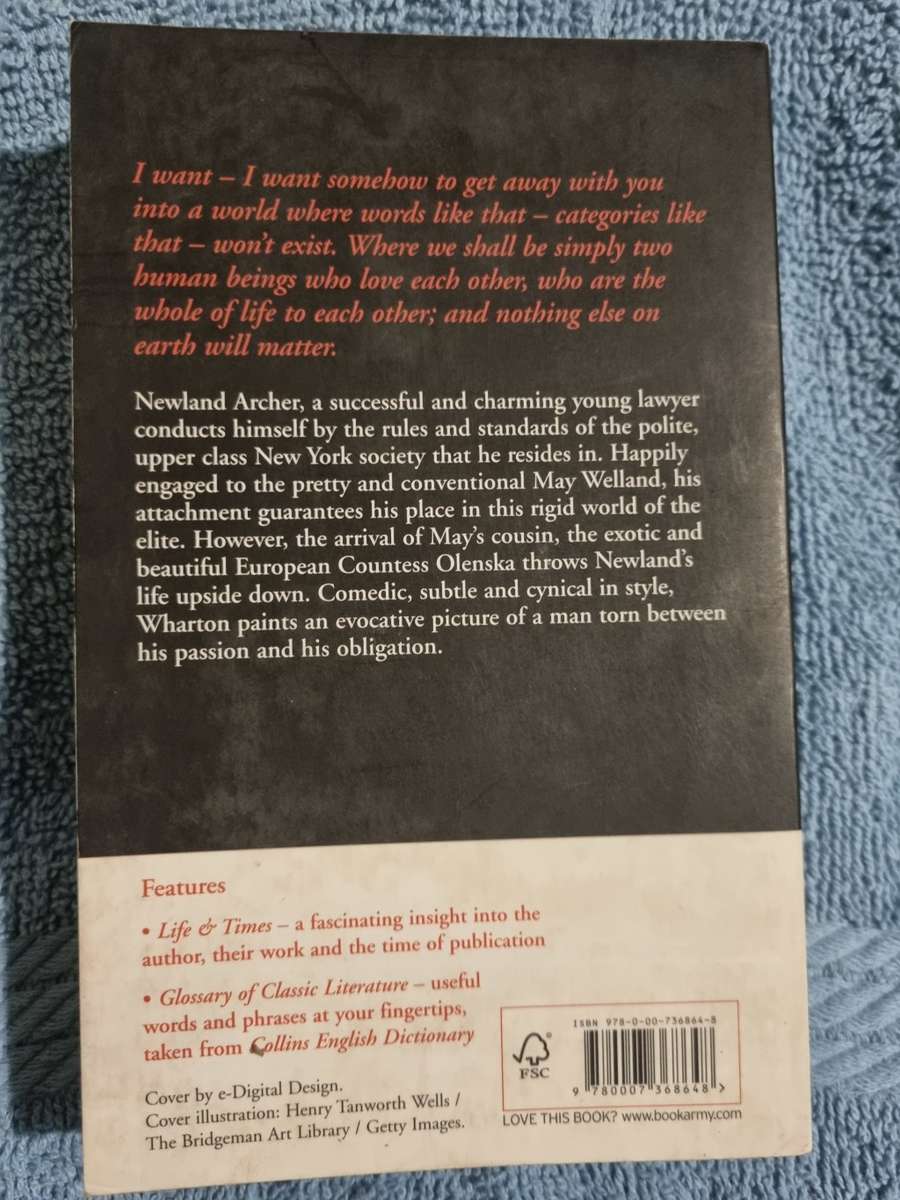 I want – I want somehow to get away with you
into a world where words like that – categories like
that – won't exist. Where we shall be simply two
human beings who love each other, who are the
whole of life to each other; and nothing else on
earth will matter.
Newland Archer, a successful and charming young lawyer
conducts himself by the rules and standards of the polite,
upper class New York society that he resides in. Happily
engaged to the pretty and conventional May Welland, his
attachment guarantees his place in this rigid world of the
elite. However, the arrival of May's cousin, the exotic and
beautiful European Countess Olenska throws Newland's
life upside down. Comedic, subtle and cynical in style,
Wharton paints an evocative picture of a man torn between
his passion and his obligation.
Features
• Life & Times – a fascinating insight into the
author, their work and the time of publication
• Glossary of Classic Literature – useful
words and phrases at your fingertips,
taken from Collins English Dictionary
Cover by e-Digital Design.
Cover illustration: Henry Tanworth Wells /
The Bridgeman Art Library / Getty Images.
FSC
ISBN 978-0-00-736864-8
9 780007 368648 >
LOVE THIS BOOK? www.bookarmy.com